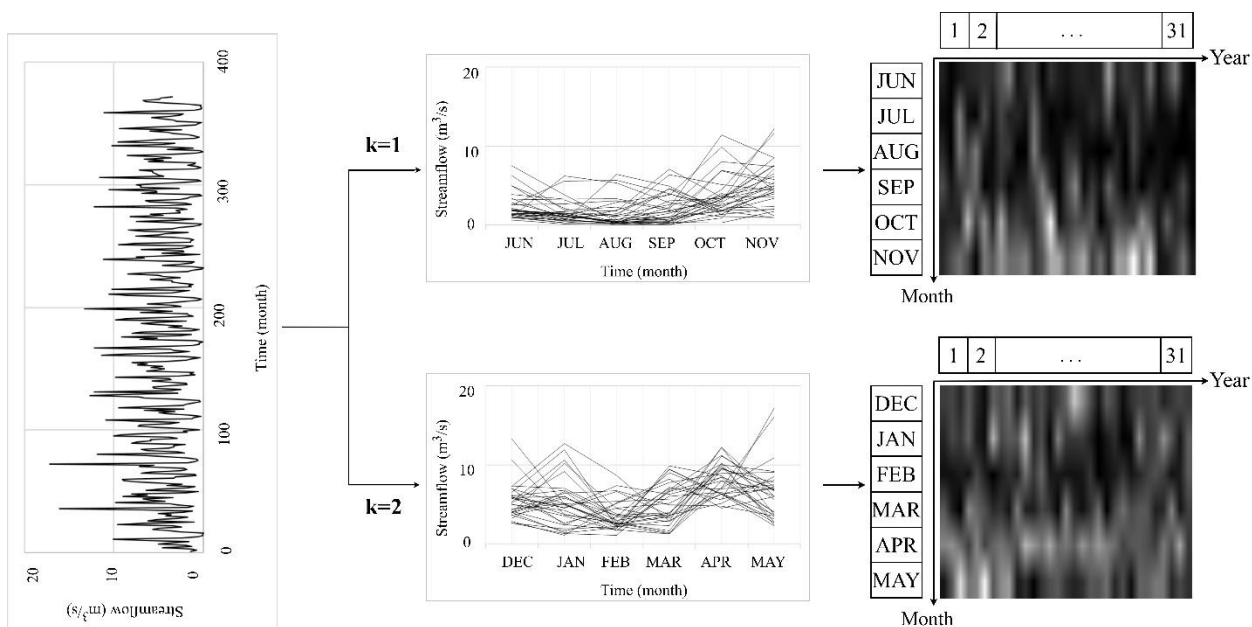 400
300
200
100
0
Time (month)
20
10
0
Streamflow (m³/s)
k=1
k=2
20
10
0
Streamflow (m³/s)
JUN JUL AUG SEP OCT NOV
Time (month)
20
10
0
Streamflow (m³/s)
DEC JAN FEB MAR APR MAY
Time (month)
1 2 ... 31
Year
JUN
JUL
AUG
SEP
OCT
NOV
Month
1 2 ... 31
Year
DEC
JAN
FEB
MAR
APR
MAY
Month